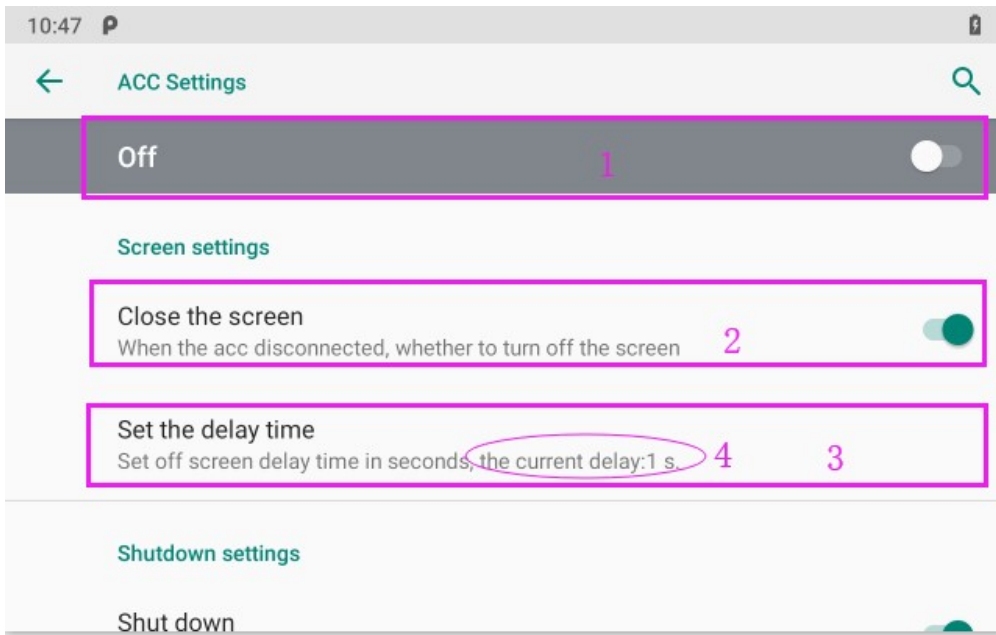 10:47
ACC Settings
Off
1
Screen settings
Close the screen
When the acc disconnected, whether to turn off the screen
2
Set the delay time
Set off screen delay time in seconds, the current delay:1 s.
4
3
Shutdown settings
Shut down